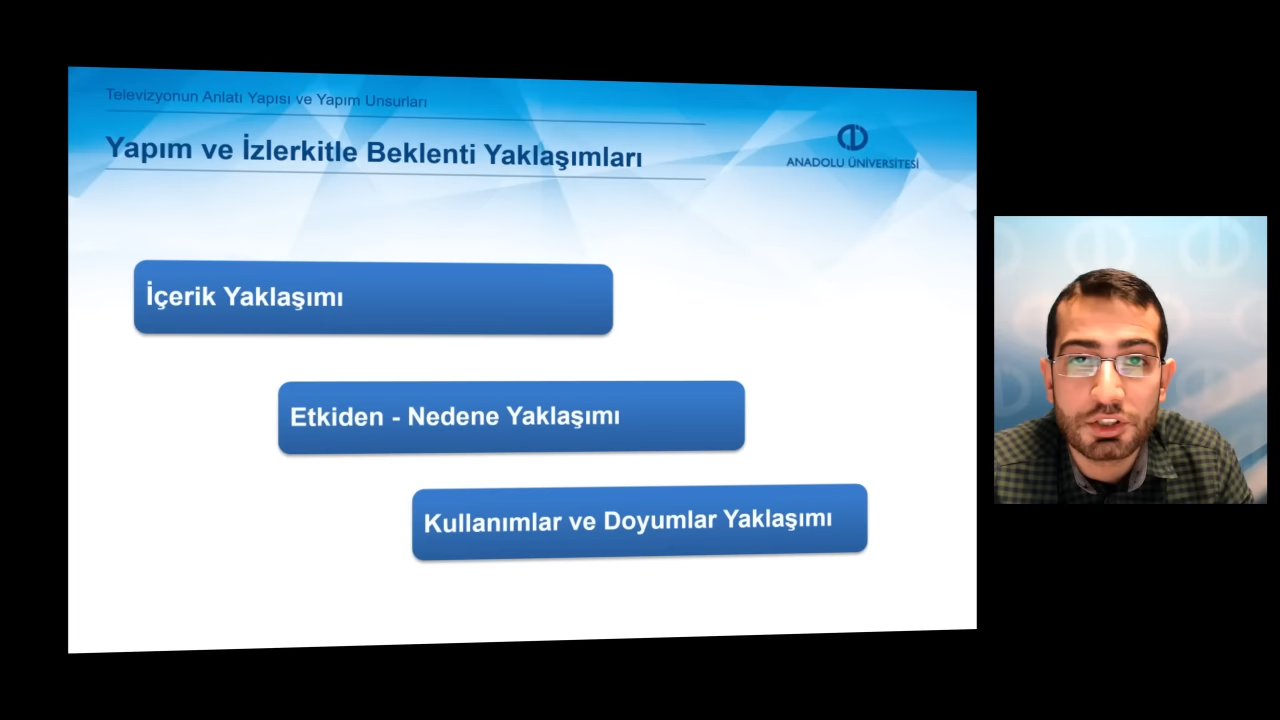 Televizyonun Anlatı Yapısı ve Yapım Unsurları
Yapım ve İzlerkitle Beklenti Yaklaşımları
ANADOLU ÜNİVERSİTESİ
İçerik Yaklaşımı
Etkiden - Nedene Yaklaşımı
Kullanımlar ve Doyumlar Yaklaşımı